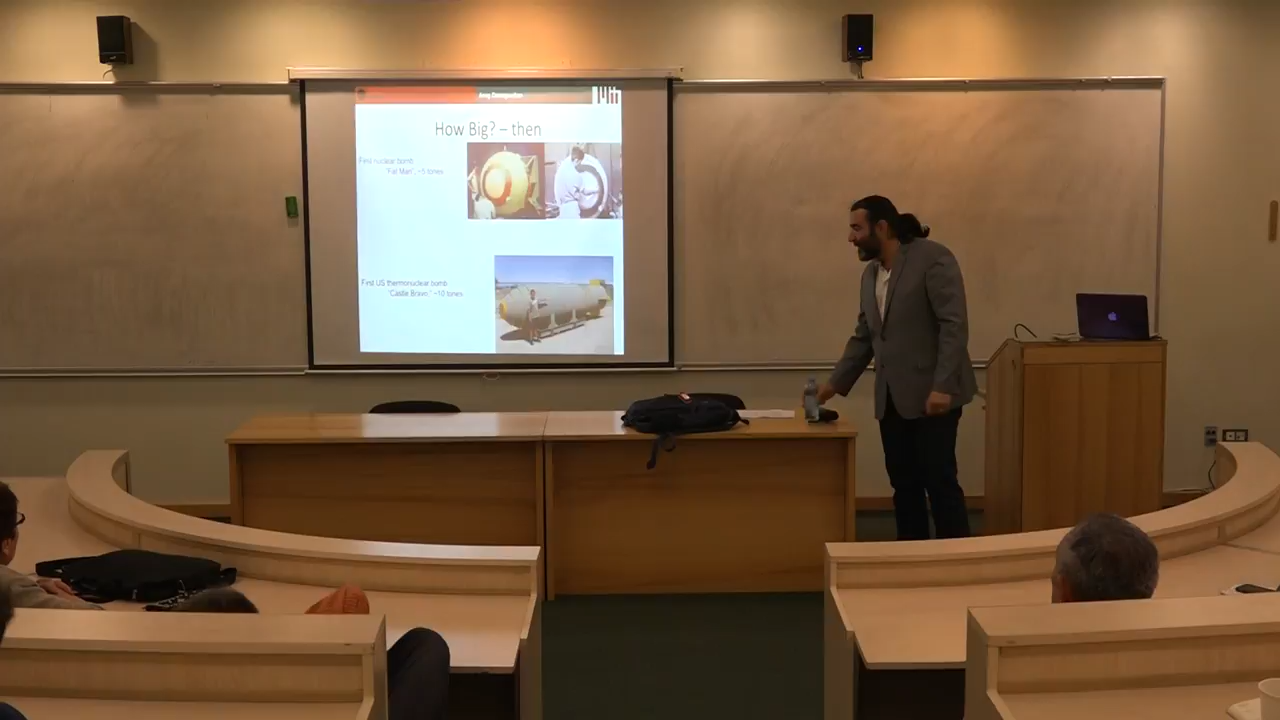 How Big? – then
First nuclear bomb:
"Fat Man", ~5 tones
First US thermonuclear bomb:
"Castle Bravo," ~10 tones